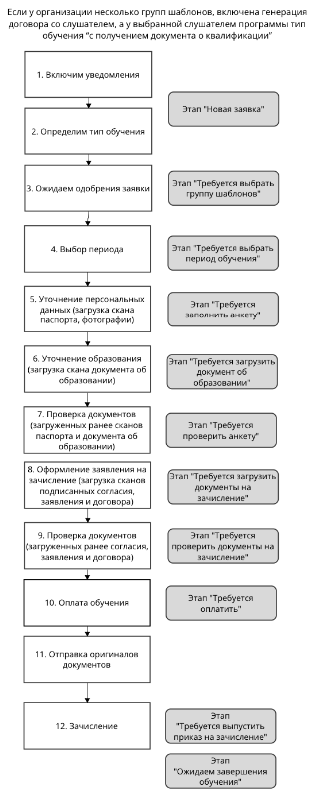 Если у организации несколько групп шаблонов, включена генерация
договора со слушателем, а у выбранной слушателем программы тип
обучения “с получением документа о квалификации”
1. Включим уведомления
Этап "Новая заявка"
2. Определим тип обучения
3. Ожидаем одобрения заявки
Этап "Требуется выбрать
группу шаблонов"
4. Выбор периода
Этап "Требуется выбрать
период обучения"
5. Уточнение персональных
данных (загрузка скана
паспорта, фотографии)
Этап "Требуется
заполнить анкету"
6. Уточнение образования
(загрузка скана документа об
образовании)
Этап "Требуется загрузить
документ об
образовании"
7. Проверка документов
(загруженных ранее сканов
паспорта и документа об
образовании)
Этап "Требуется
проверить анкету"
8. Оформление заявления на
зачисление (загрузка сканов
подписанных согласия,
заявления и договора)
Этап "Требуется загрузить
документы на
зачисление"
9. Проверка документов
(загруженных ранее согласия,
заявления и договора)
Этап "Требуется
проверить документы на
зачисление"
10. Оплата обучения
Этап "Требуется
оплатить"
11. Отправка оригиналов
документов
12. Зачисление
Этап
"Требуется выпустить
приказ на зачисление"
Этап
"Ожидаем завершения
обучения"